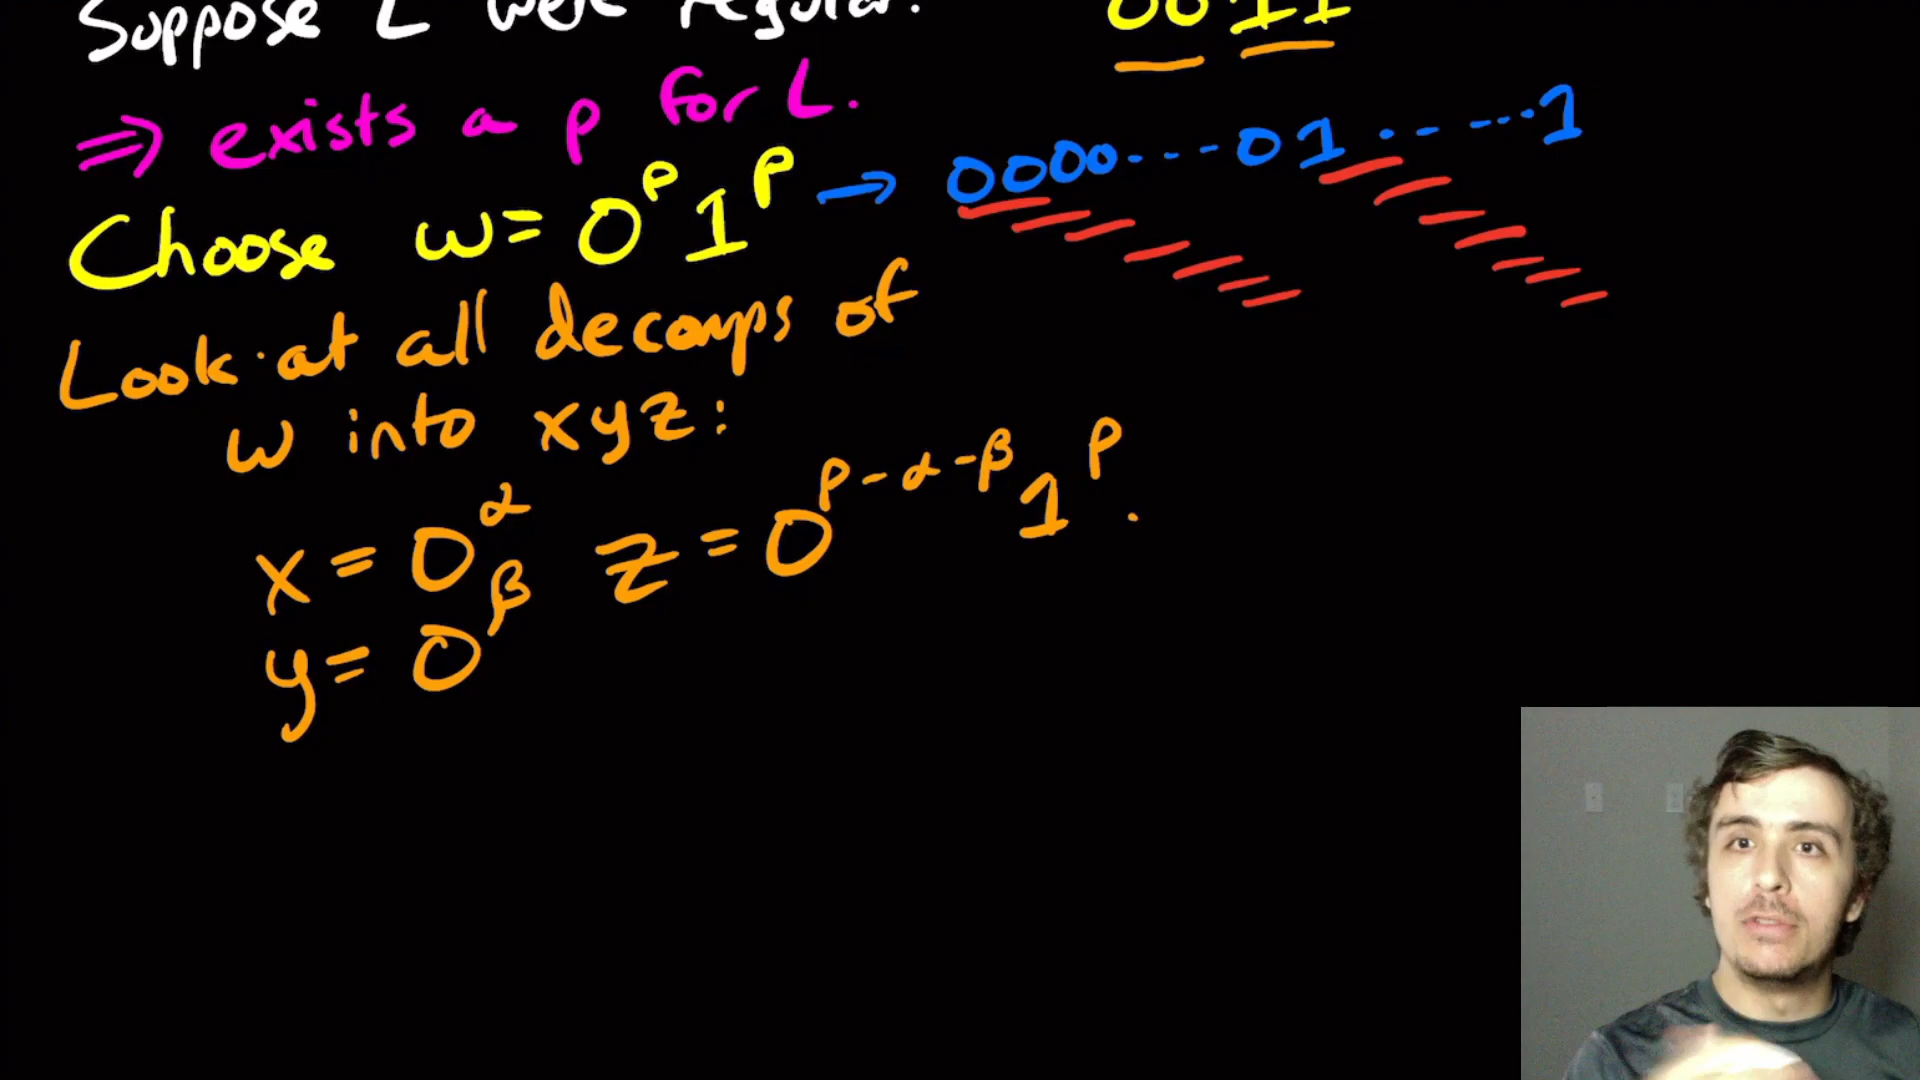 Suppose L were regular.
0011
⇒ exists a p for L.
Choose w = 0^p 1^p → 0000---01.-- --.1
Look at all decomps of
w into xyz:
x = 0^α z = 0^{p-α-β} 1^p.
y = 0^β